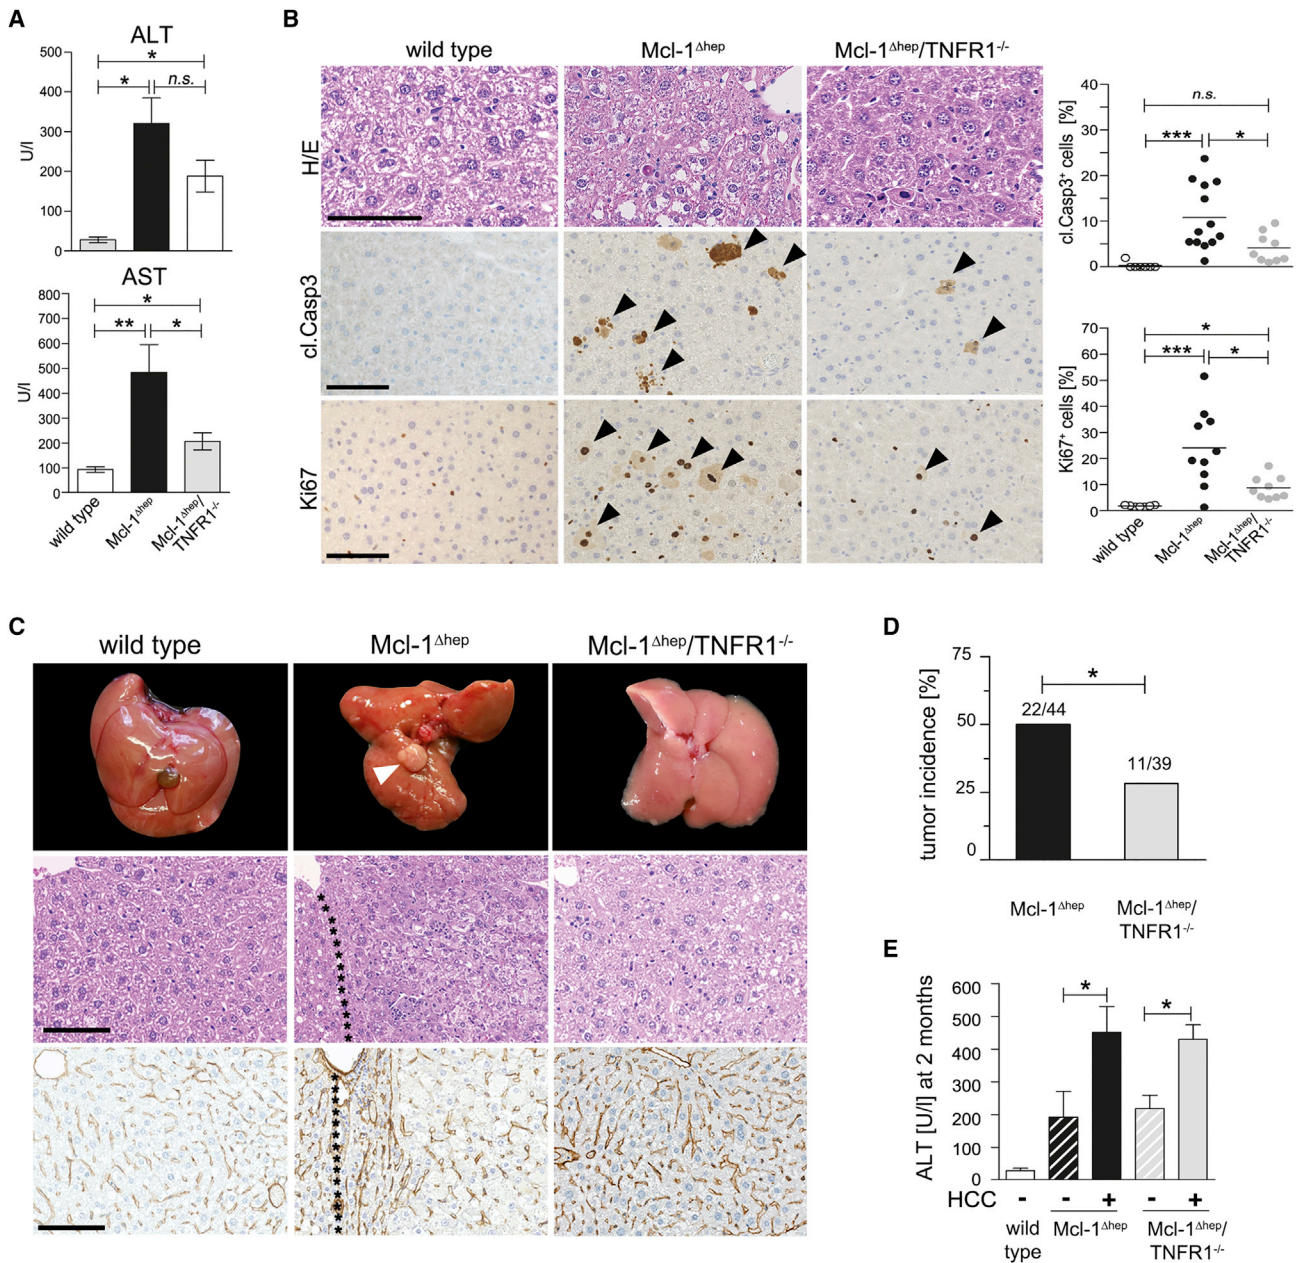 A
ALT
500
400
300
200
100
0
U/l
*
*
n.s.
AST
800
700
600
500
400
300
200
100
0
U/l
*
**
*
wild type
Mcl-1Δhep
Mcl-1Δhep/
TNFR1-/-
B
wild type
Mcl-1Δhep
Mcl-1Δhep/TNFR1-/-
H/E
cl.Casp3
Ki67
40
30
20
10
0
cl.Casp3+ cells [%]
n.s.
***
*
70
60
50
40
30
20
10
0
Ki67+ cells [%]
*
***
*
wild type
Mcl-1Δhep
Mcl-1Δhep/
TNFR1-/-
C
wild type
Mcl-1Δhep
Mcl-1Δhep/TNFR1-/-
D
75
50
25
0
tumor incidence [%]
*
22/44
11/39
Mcl-1Δhep
Mcl-1Δhep/
TNFR1-/-
E
600
500
400
300
200
100
0
ALT [U/l] at 2 months
*
*
HCC - - + - +
wild
type
Mcl-1Δhep
Mcl-1Δhep/
TNFR1-/-